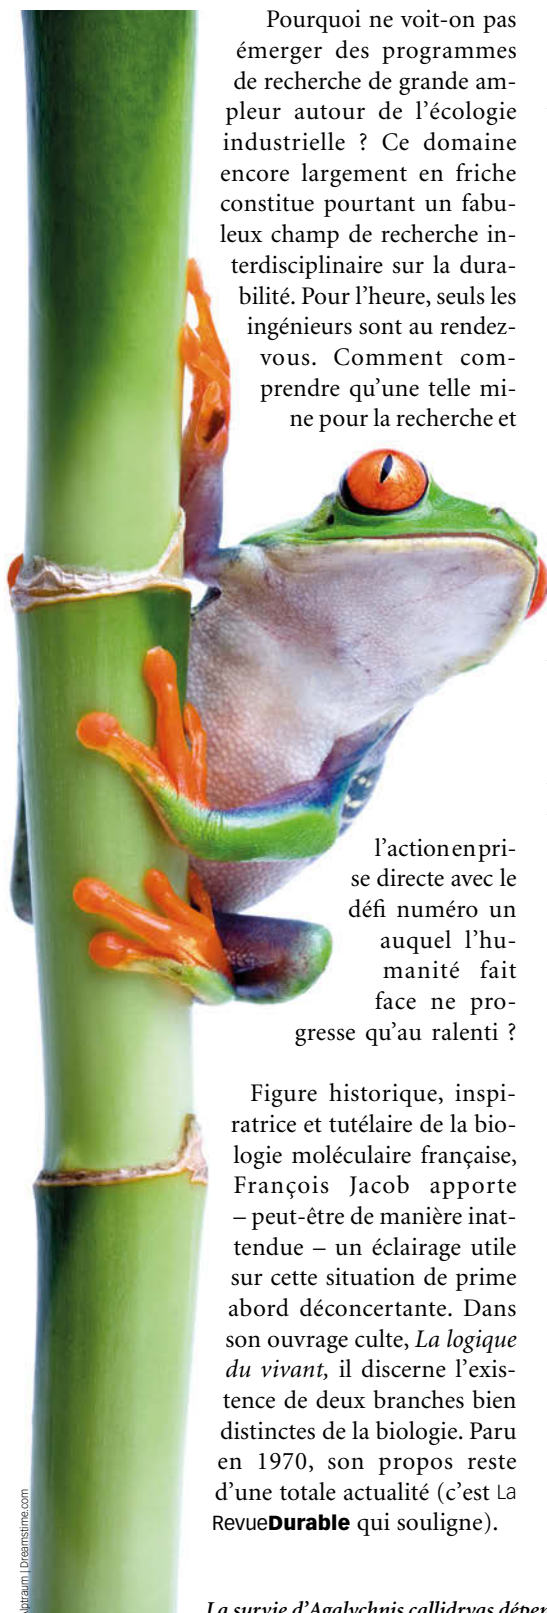 Pourquoi ne voit-on pas
émerger des programmes
de recherche de grande am-
pleur autour de l'écologie
industrielle ? Ce domaine
encore largement en friche
constitue pourtant un fabu-
leux champ de recherche in-
terdisciplinaire sur la dura-
bilité. Pour l'heure, seuls les
ingénieurs sont au rendez-
vous. Comment com-
prendre qu'une telle mi-
ne pour la recherche et
l'action en pri-
se directe avec le
défi numéro un
auquel l'hu-
manité fait
face ne pro-
gresse qu'au ralenti ?
Figure historique, inspi-
ratrice et tutélaire de la bio-
logie moléculaire française,
François Jacob apporte
– peut-être de manière inat-
tendue – un éclairage utile
sur cette situation de prime
abord déconcertante. Dans
son ouvrage culte, La logique
du vivant, il discerne l'exis-
tence de deux branches bien
distinctes de la biologie. Paru
en 1970, son propos reste
d'une totale actualité (c'est La
RevueDurable qui souligne).
ptraum | Dreamstime.com
La survie d'Agalychnis callidryas dépen